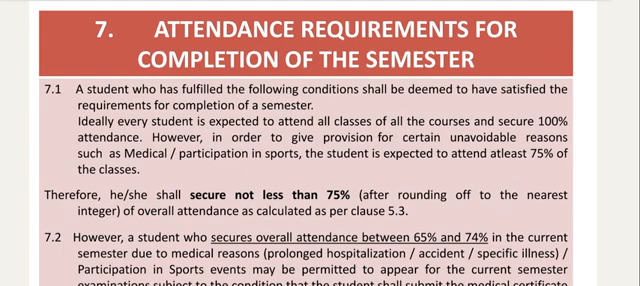 7. ATTENDANCE REQUIREMENTS FOR
COMPLETION OF THE SEMESTER
7.1 A student who has fulfilled the following conditions shall be deemed to have satisfied the
requirements for completion of a semester.
Ideally every student is expected to attend all classes of all the courses and secure 100%
attendance. However, in order to give provision for certain unavoidable reasons
such as Medical / participation in sports, the student is expected to attend atleast 75% of
the classes.
Therefore, he/she shall secure not less than 75% (after rounding off to the nearest
integer) of overall attendance as calculated as per clause 5.3.
7.2 However, a student who secures overall attendance between 65% and 74% in the current
semester due to medical reasons (prolonged hospitalization / accident / specific illness) /
Participation in Sports events may be permitted to appear for the current semester
examinations subject to the condition that the student shall submit the medical certificate